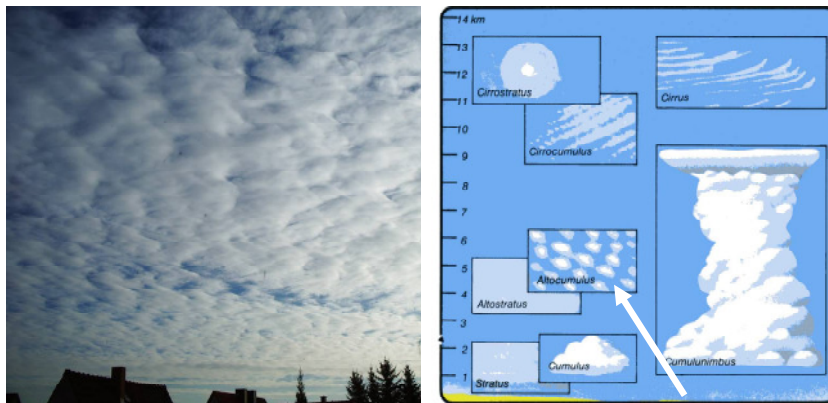 14 km
13
12
11
10
9
8
7
6
5
4
3
2
1
Cirrostratus
Cirrus
Cirrocumulus
Altocumulus
Altostratus
Cumulus
Cumulunimbus
Stratus